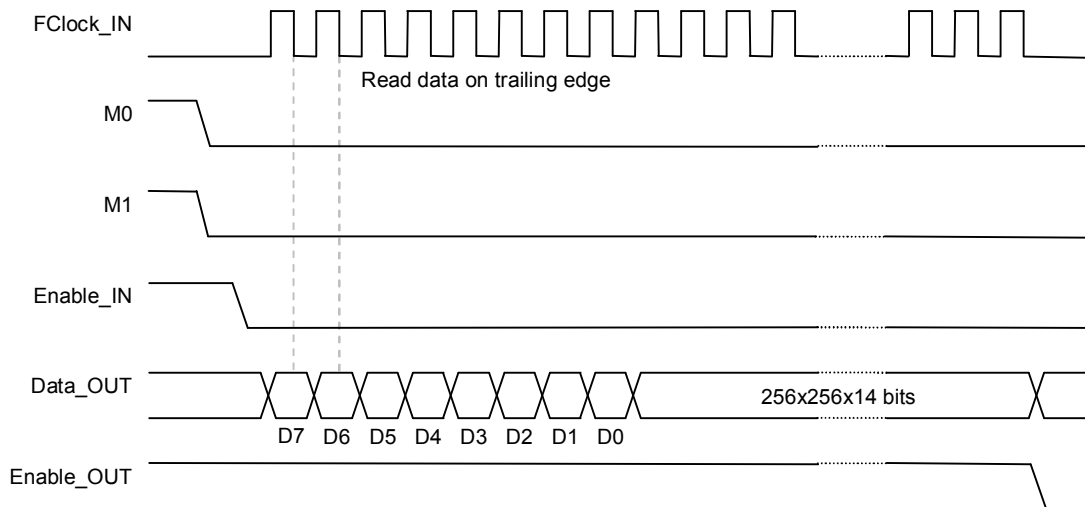 FClock_IN
Read data on trailing edge
M0
M1
Enable_IN
Data_OUT
256x256x14 bits
D7 D6 D5 D4 D3 D2 D1 D0
Enable_OUT